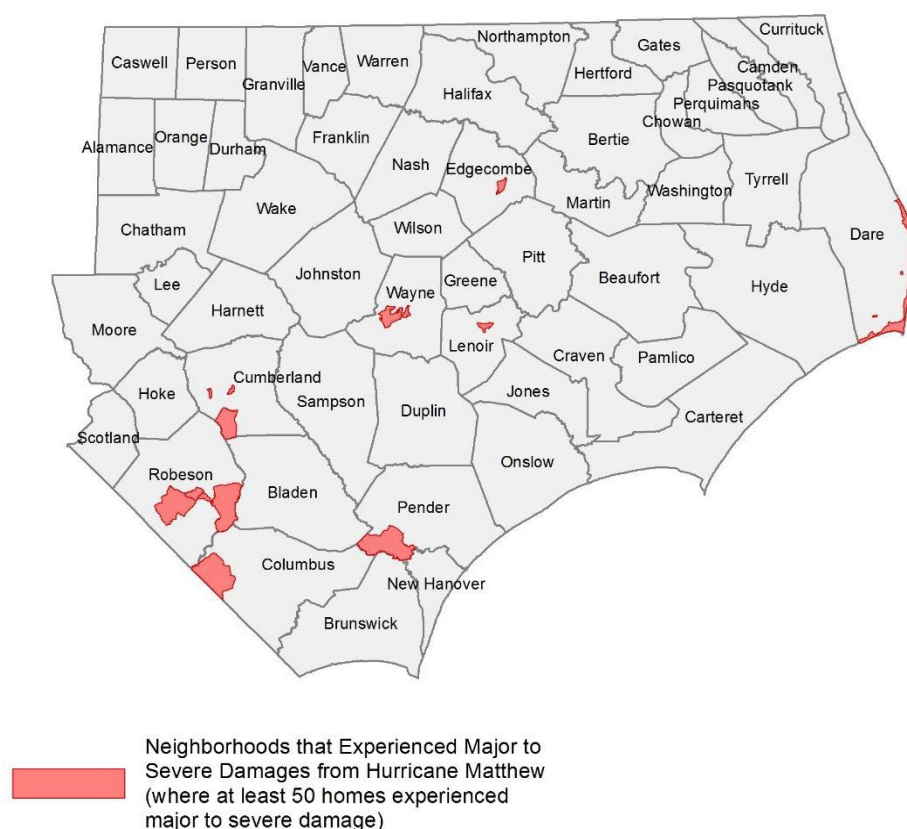 Northampton
Currituck
Gates
Caswell
Person
Vance
Warren
Hertford
Camden
Granville
Halifax
Pasquotank
Perquimans
Chowan
Orange
Franklin
Bertie
Alamance
Durham
Nash
Edgecombe
Tyrrell
Washington
Martin
Wake
Chatham
Wilson
Dare
Pitt
Johnston
Greene
Beaufort
Lee
Wayne
Hyde
Harnett
Moore
Lenoir
Craven
Pamlico
Cumberland
Hoke
Sampson
Jones
Duplin
Carteret
Scotland
Onslow
Robeson
Bladen
Pender
Columbus
New Hanover
Brunswick
Neighborhoods that Experienced Major to
Severe Damages from Hurricane Matthew
(where at least 50 homes experienced
major to severe damage)